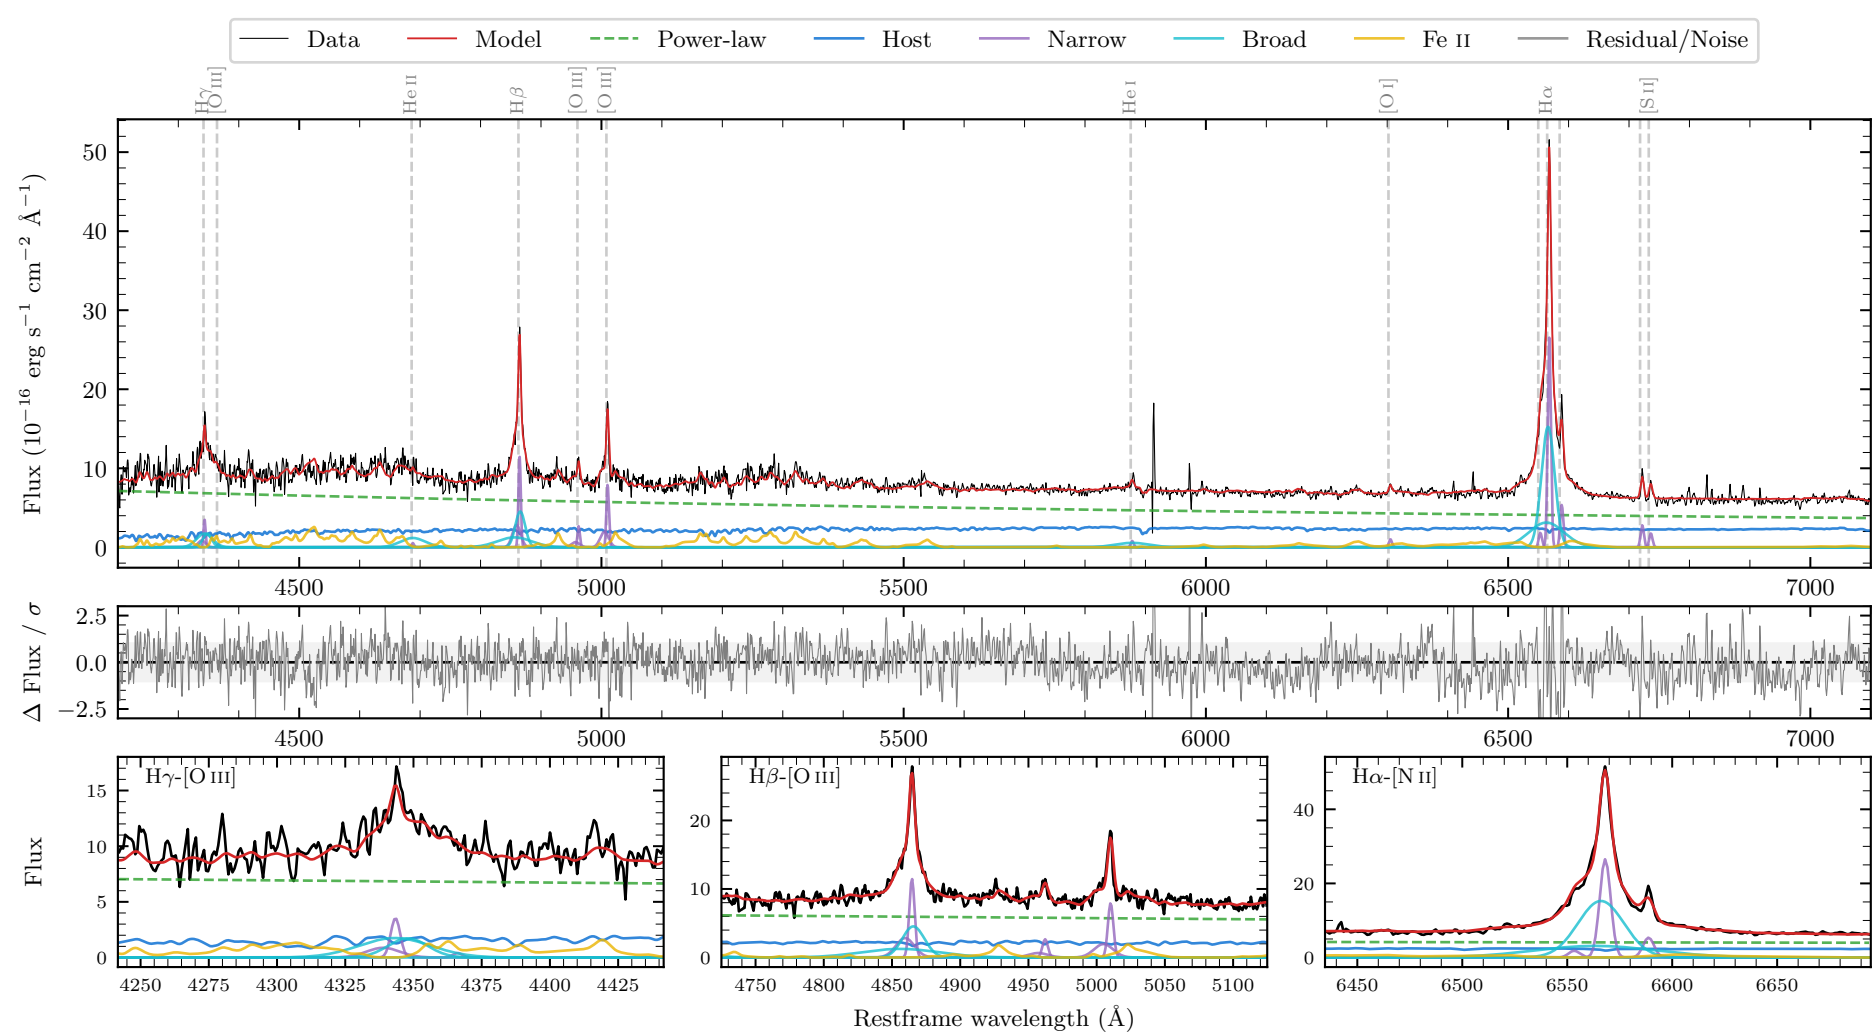 Data Model Power-law Host Narrow Broad Fe II Residual/Noise
Hγ [O III] He II Hβ [O III] [O III] He I [O I] Hα [S II]
Flux (10⁻¹⁶ erg s⁻¹ cm⁻² Å⁻¹)
50
40
30
20
10
0
4500 5000 5500 6000 6500 7000
Δ Flux / σ
2.5
0.0
−2.5
4500 5000 5500 6000 6500 7000
Flux
Hγ-[O III]
15
10
5
0
4250 4275 4300 4325 4350 4375 4400 4425
Hβ-[O III]
20
10
0
4750 4800 4850 4900 4950 5000 5050 5100
Hα-[N II]
40
20
0
6450 6500 6550 6600 6650
Restframe wavelength (Å)